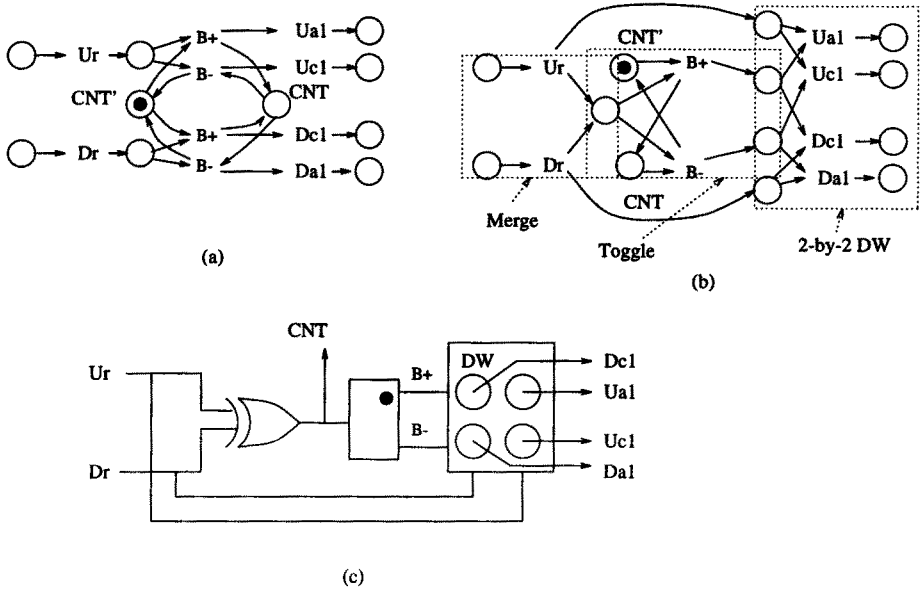 Ur
B+
Ua1
B-
Uc1
CNT'
CNT
B+
Dc1
Dr
B-
Da1
(a)
CNT'
Ur
B+
Ua1
Uc1
Dr
B-
Dc1
Da1
CNT
Merge
Toggle
2-by-2 DW
(b)
CNT
Ur
B+
DW
Dc1
Ua1
B-
Uc1
Dr
Da1
(c)